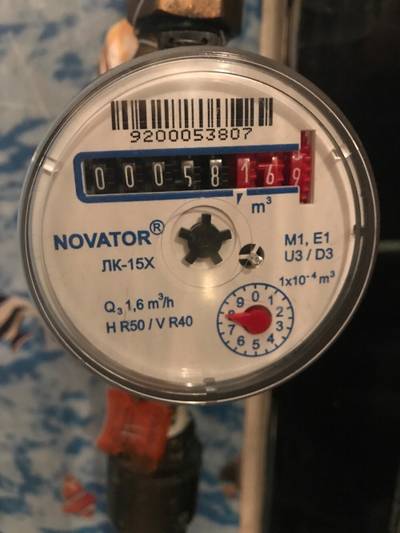 9200053807
00058169
m³
NOVATOR®
ЛК-15Х
M1, E1
U3 / D3
Q₃ 1,6 m³/h
H R50 / V R40
1x10⁻⁴ m³
0 1 2 3 4 5 6 7 8 9